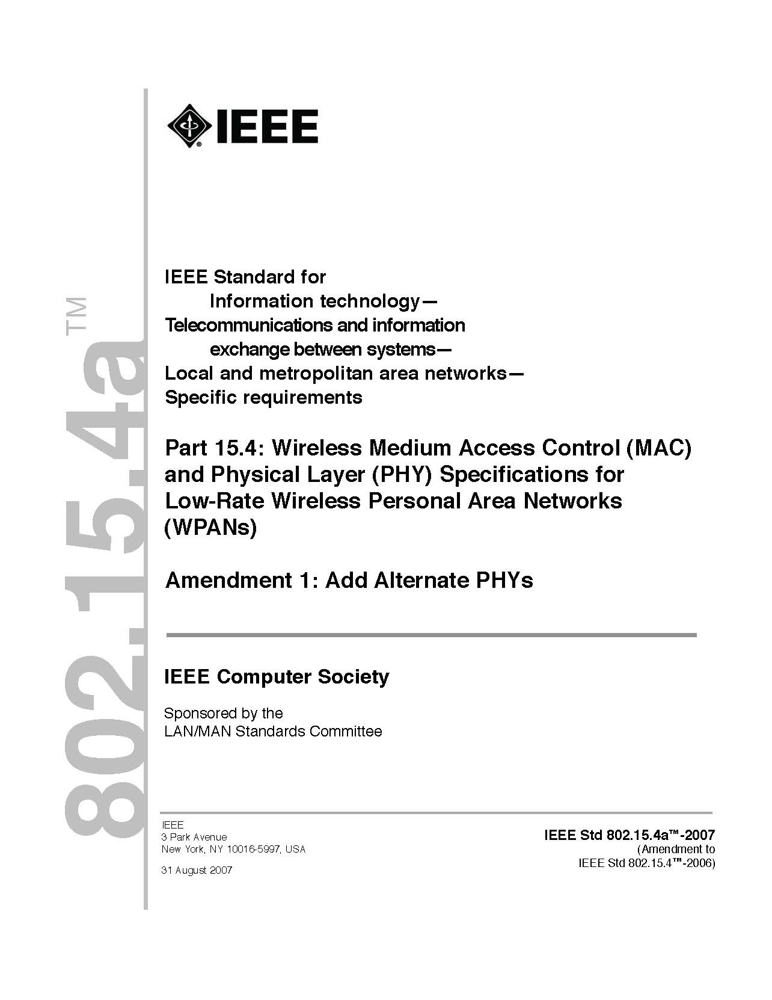 IEEE
®
IEEE Standard for
Information technology—
Telecommunications and information
exchange between systems—
Local and metropolitan area networks—
Specific requirements
Part 15.4: Wireless Medium Access Control (MAC)
and Physical Layer (PHY) Specifications for
Low-Rate Wireless Personal Area Networks
(WPANs)
Amendment 1: Add Alternate PHYs
802.15.4a™
IEEE Computer Society
Sponsored by the
LAN/MAN Standards Committee
IEEE
3 Park Avenue
New York, NY 10016-5997, USA
31 August 2007
IEEE Std 802.15.4a™-2007
(Amendment to
IEEE Std 802.15.4™-2006)